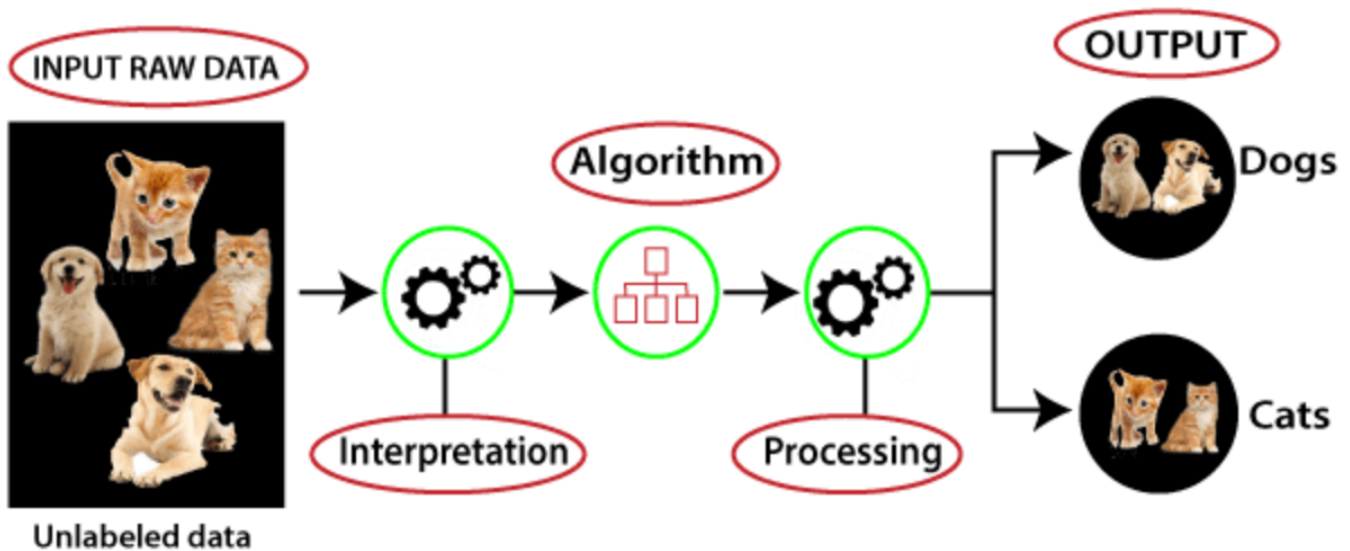 INPUT RAW DATA
OUTPUT
Algorithm
Dogs
Interpretation
Processing
Cats
Unlabeled data